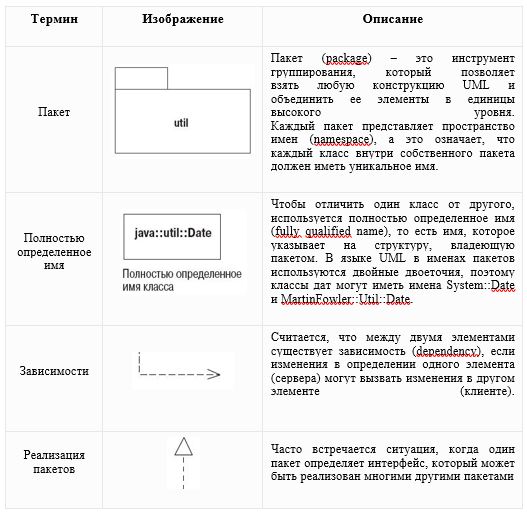 Термин
Изображение
Описание
Пакет
util
Пакет (package) – это инструмент
группирования, который позволяет
взять любую конструкцию UML и
объединить ее элементы в единицы
высокого уровня.
Каждый пакет представляет пространство
имен (namespace), а это означает, что
каждый класс внутри собственного пакета
должен иметь уникальное имя.
Полностью
определенное
имя
java::util::Date
Полностью определенное
имя класса
Чтобы отличить один класс от другого,
используется полностью определенное имя
(fully qualified name), то есть имя, которое
указывает на структуру, владеющую
пакетом. В языке UML в именах пакетов
используются двойные двоеточия, поэтому
классы дат могут иметь имена System::Date
и MartinFowler::Util::Date.
Зависимости
Считается, что между двумя элементами
существует зависимость (dependency), если
изменения в определении одного элемента
(сервера) могут вызвать изменения в другом
элементе (клиенте).
Реализация
пакетов
Часто встречается ситуация, когда один
пакет определяет интерфейс, который может
быть реализован многими другими пакетами